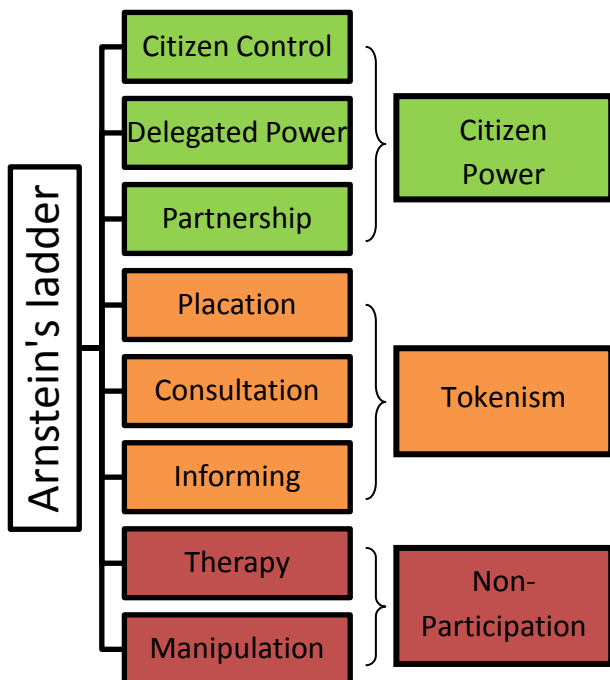 Arnstein's ladder
Citizen Control
Delegated Power
Partnership
Placation
Consultation
Informing
Therapy
Manipulation
Citizen
Power
Tokenism
Non-
Participation